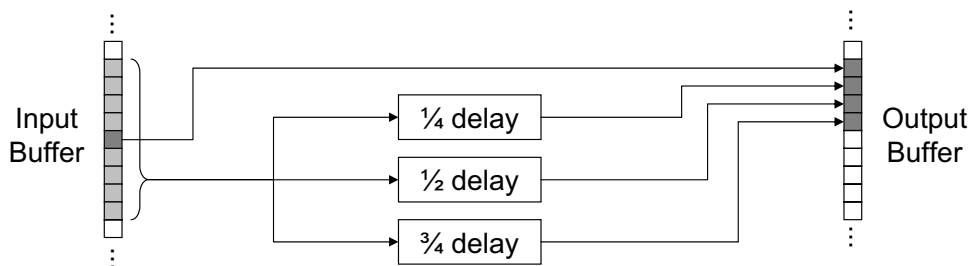 Input
Buffer
¼ delay
½ delay
¾ delay
Output
Buffer